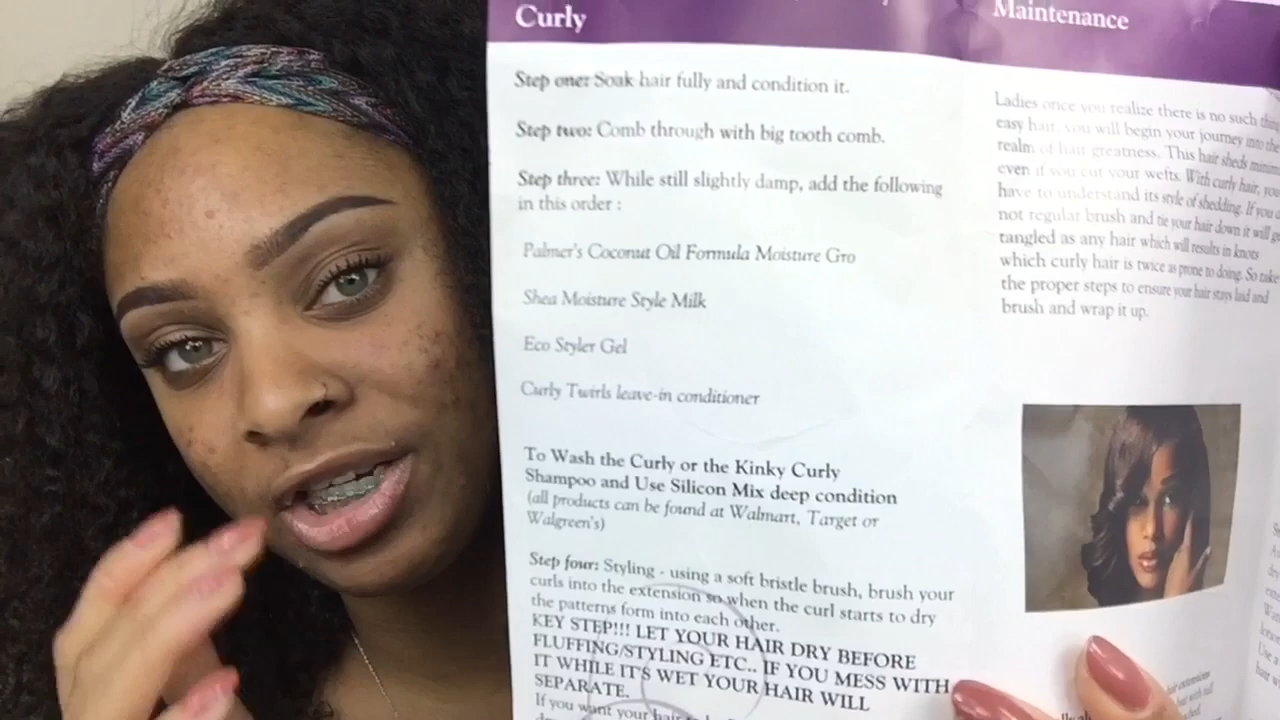 Curly
Step one: Soak hair fully and condition it.
Step two: Comb through with big tooth comb.
Step three: While still slightly damp, add the following
in this order :
Palmer's Coconut Oil Formula Moisture Gro
Shea Moisture Style Milk
Eco Styler Gel
Curly Twirls leave-in conditioner
To Wash the Curly or the Kinky Curly
Shampoo and Use Silicon Mix deep condition
(all products can be found at Walmart, Target or
Walgreen's)
Step four: Styling - using a soft bristle brush, brush your
curls into the extension so when the curl starts to dry
the patterns form into each other.
KEY STEP!!! LET YOUR HAIR DRY BEFORE
FLUFFING/STYLING ETC.. IF YOU MESS WITH
IT WHILE IT'S WET YOUR HAIR WILL
SEPARATE.
If you want your hair to
Maintenance
Ladies once you realize there is no such
easy hair, you will begin your journey into the
realm of hair greatness. This hair sheds
even if you cut your wefts. With curly hair, you
have to understand its style of shedding. If you
not regular brush and tie your hair down it will
tangled as any hair which will results in knots
which curly hair is twice as prone to doing. So take
the proper steps to ensure your hair stays laid and
brush and wrap it up.